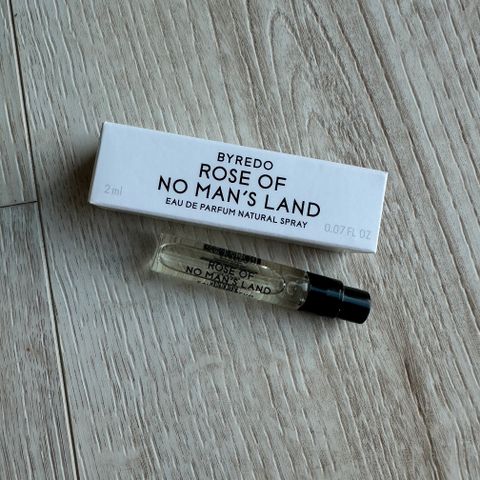 BYREDO
ROSE OF
NO MAN'S LAND
EAU DE PARFUM NATURAL SPRAY
2ml
0.07 FL OZ
ROSE OF
NO MAN'S LAND